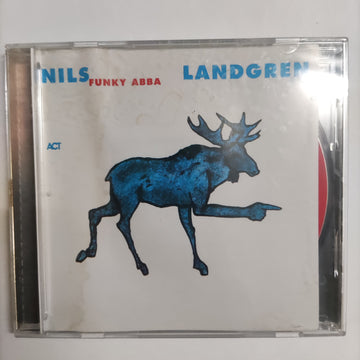 NILS FUNKY ABBA LANDGREN
ACT